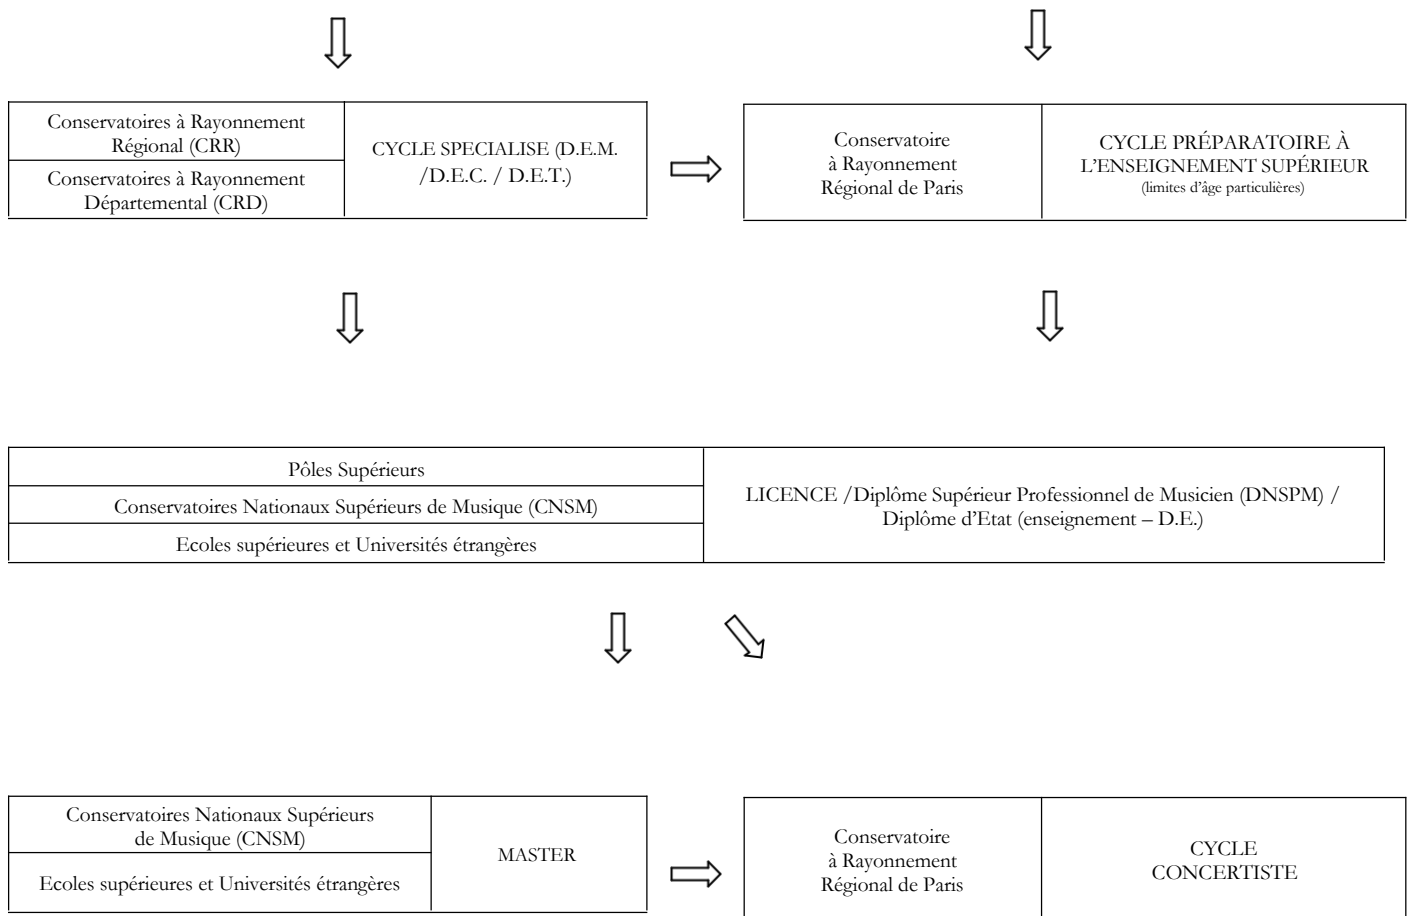 Conservatoires à Rayonnement
Régional (CRR)
Conservatoires à Rayonnement
Départemental (CRD)
CYCLE SPECIALISE (D.E.M.
/D.E.C. / D.E.T.)
Conservatoire
à Rayonnement
Régional de Paris
CYCLE PRÉPARATOIRE À
L’ENSEIGNEMENT SUPÉRIEUR
(limites d’âge particulières)
Pôles Supérieurs
Conservatoires Nationaux Supérieurs de Musique (CNSM)
Ecoles supérieures et Universités étrangères
LICENCE /Diplôme Supérieur Professionnel de Musicien (DNSPM) /
Diplôme d’Etat (enseignement – D.E.)
Conservatoires Nationaux Supérieurs
de Musique (CNSM)
Ecoles supérieures et Universités étrangères
MASTER
Conservatoire
à Rayonnement
Régional de Paris
CYCLE
CONCERTISTE